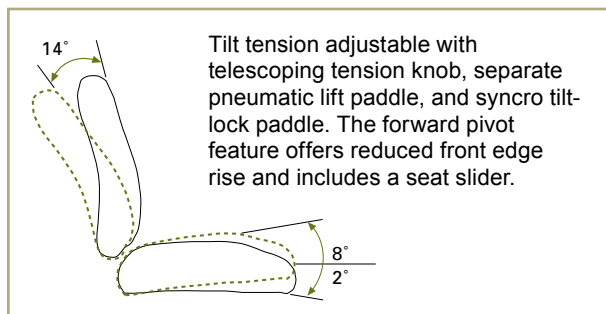 14°
Tilt tension adjustable with
telescoping tension knob, separate
pneumatic lift paddle, and syncro tilt-
lock paddle. The forward pivot
feature offers reduced front edge
rise and includes a seat slider.
8°
2°